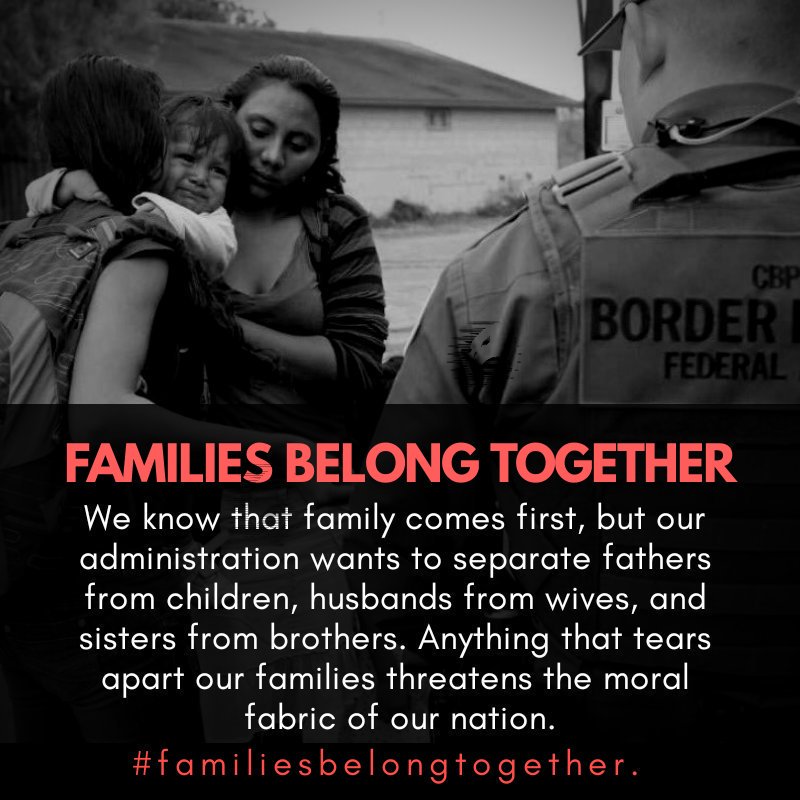 CBP
BORDER
FEDERAL
FAMILIES BELONG TOGETHER
We know that family comes first, but our
administration wants to separate fathers
from children, husbands from wives, and
sisters from brothers. Anything that tears
apart our families threatens the moral
fabric of our nation.
#familiesbelongtogether.